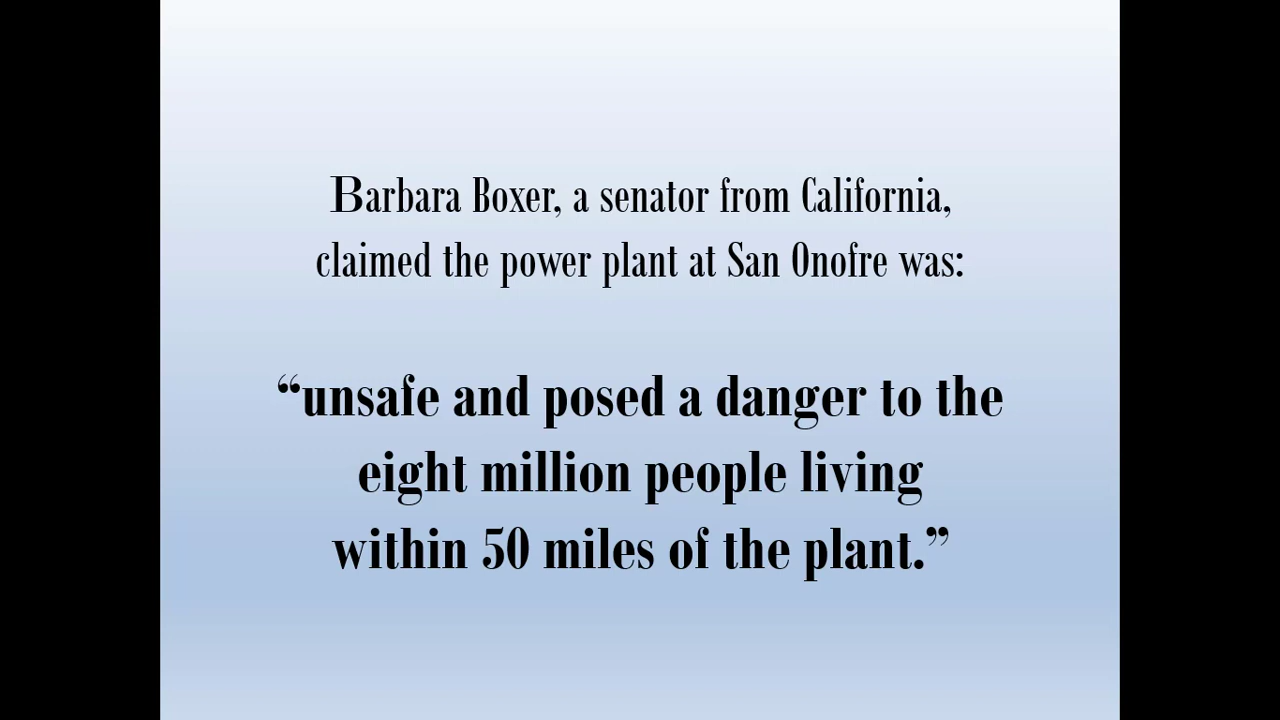 Barbara Boxer, a senator from California,
claimed the power plant at San Onofre was:
“unsafe and posed a danger to the
eight million people living
within 50 miles of the plant.”